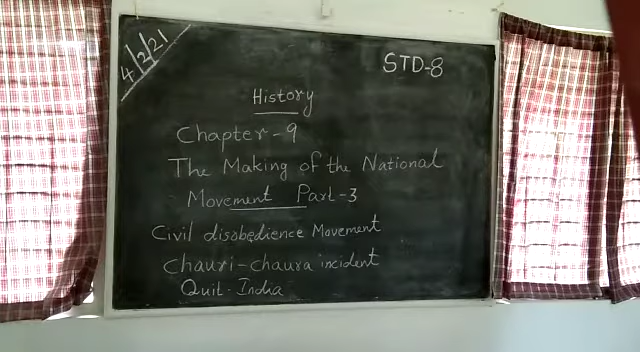 4/2/21
STD-8
History
Chapter-9
The Making of the National
Movement Part-3
Civil disobedience Movement
Chauri-chaura incident
Quit-India